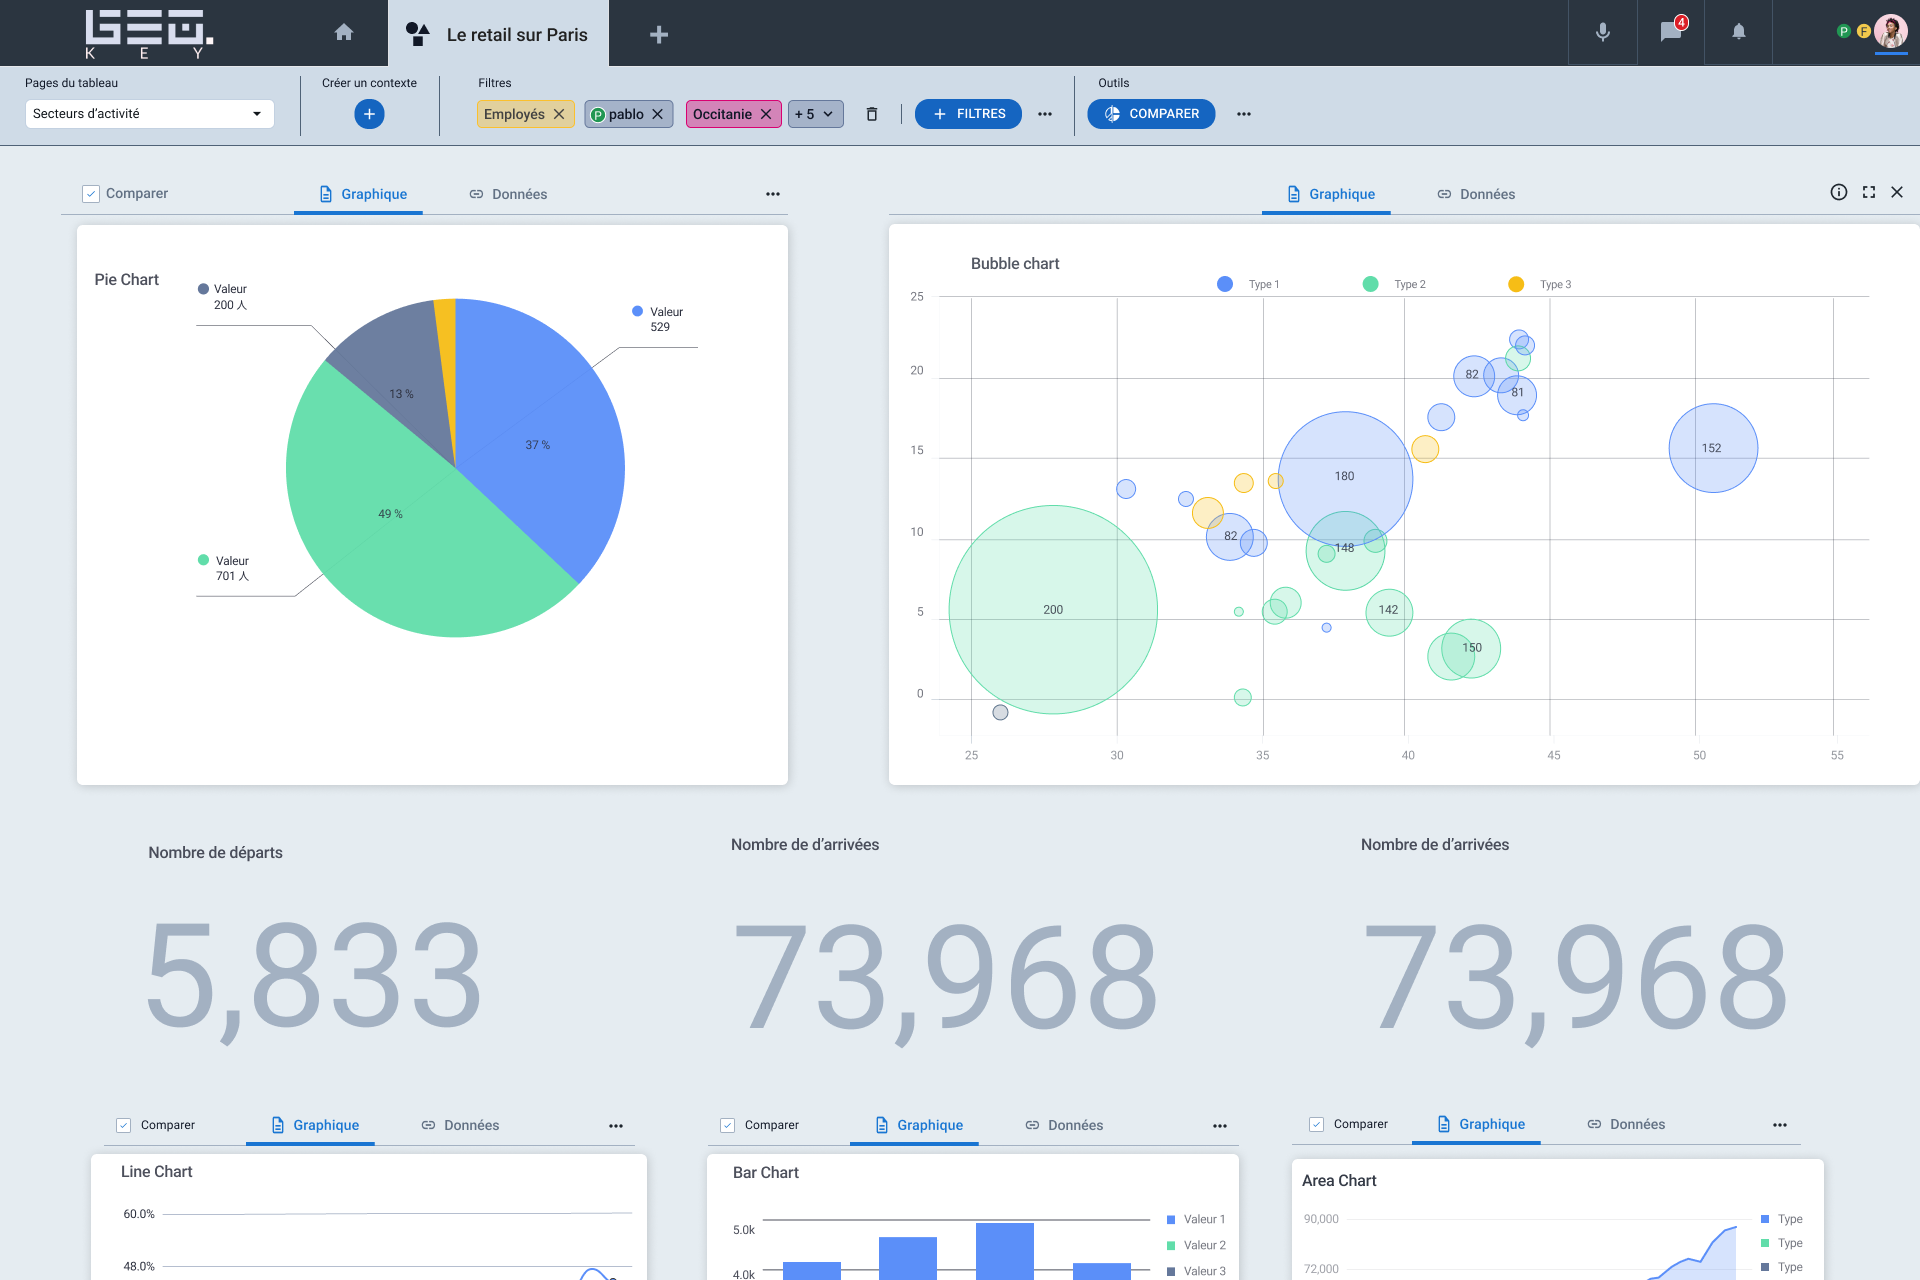 GEO.
KEY
Le retail sur Paris
4
P
F
Pages du tableau
Secteurs d’activité
Créer un contexte
Filtres
Employés
P pablo
Occitanie
+ 5
FILTRES
Outils
COMPARER
Comparer
Graphique
Données
Graphique
Données
Pie Chart
Valeur
200 人
Valeur
529
13 %
37 %
49 %
Valeur
701 人
Bubble chart
Type 1
Type 2
Type 3
25
20
15
10
5
0
82
81
152
180
82
148
200
142
150
25
30
35
40
45
50
55
Nombre de départs
5,833
Nombre de d’arrivées
73,968
Nombre de d’arrivées
73,968
Comparer
Graphique
Données
Line Chart
60.0%
48.0%
Comparer
Graphique
Données
Bar Chart
5.0k
4.0k
Valeur 1
Valeur 2
Valeur 3
Comparer
Graphique
Données
Area Chart
90,000
72,000
Type
Type
Type